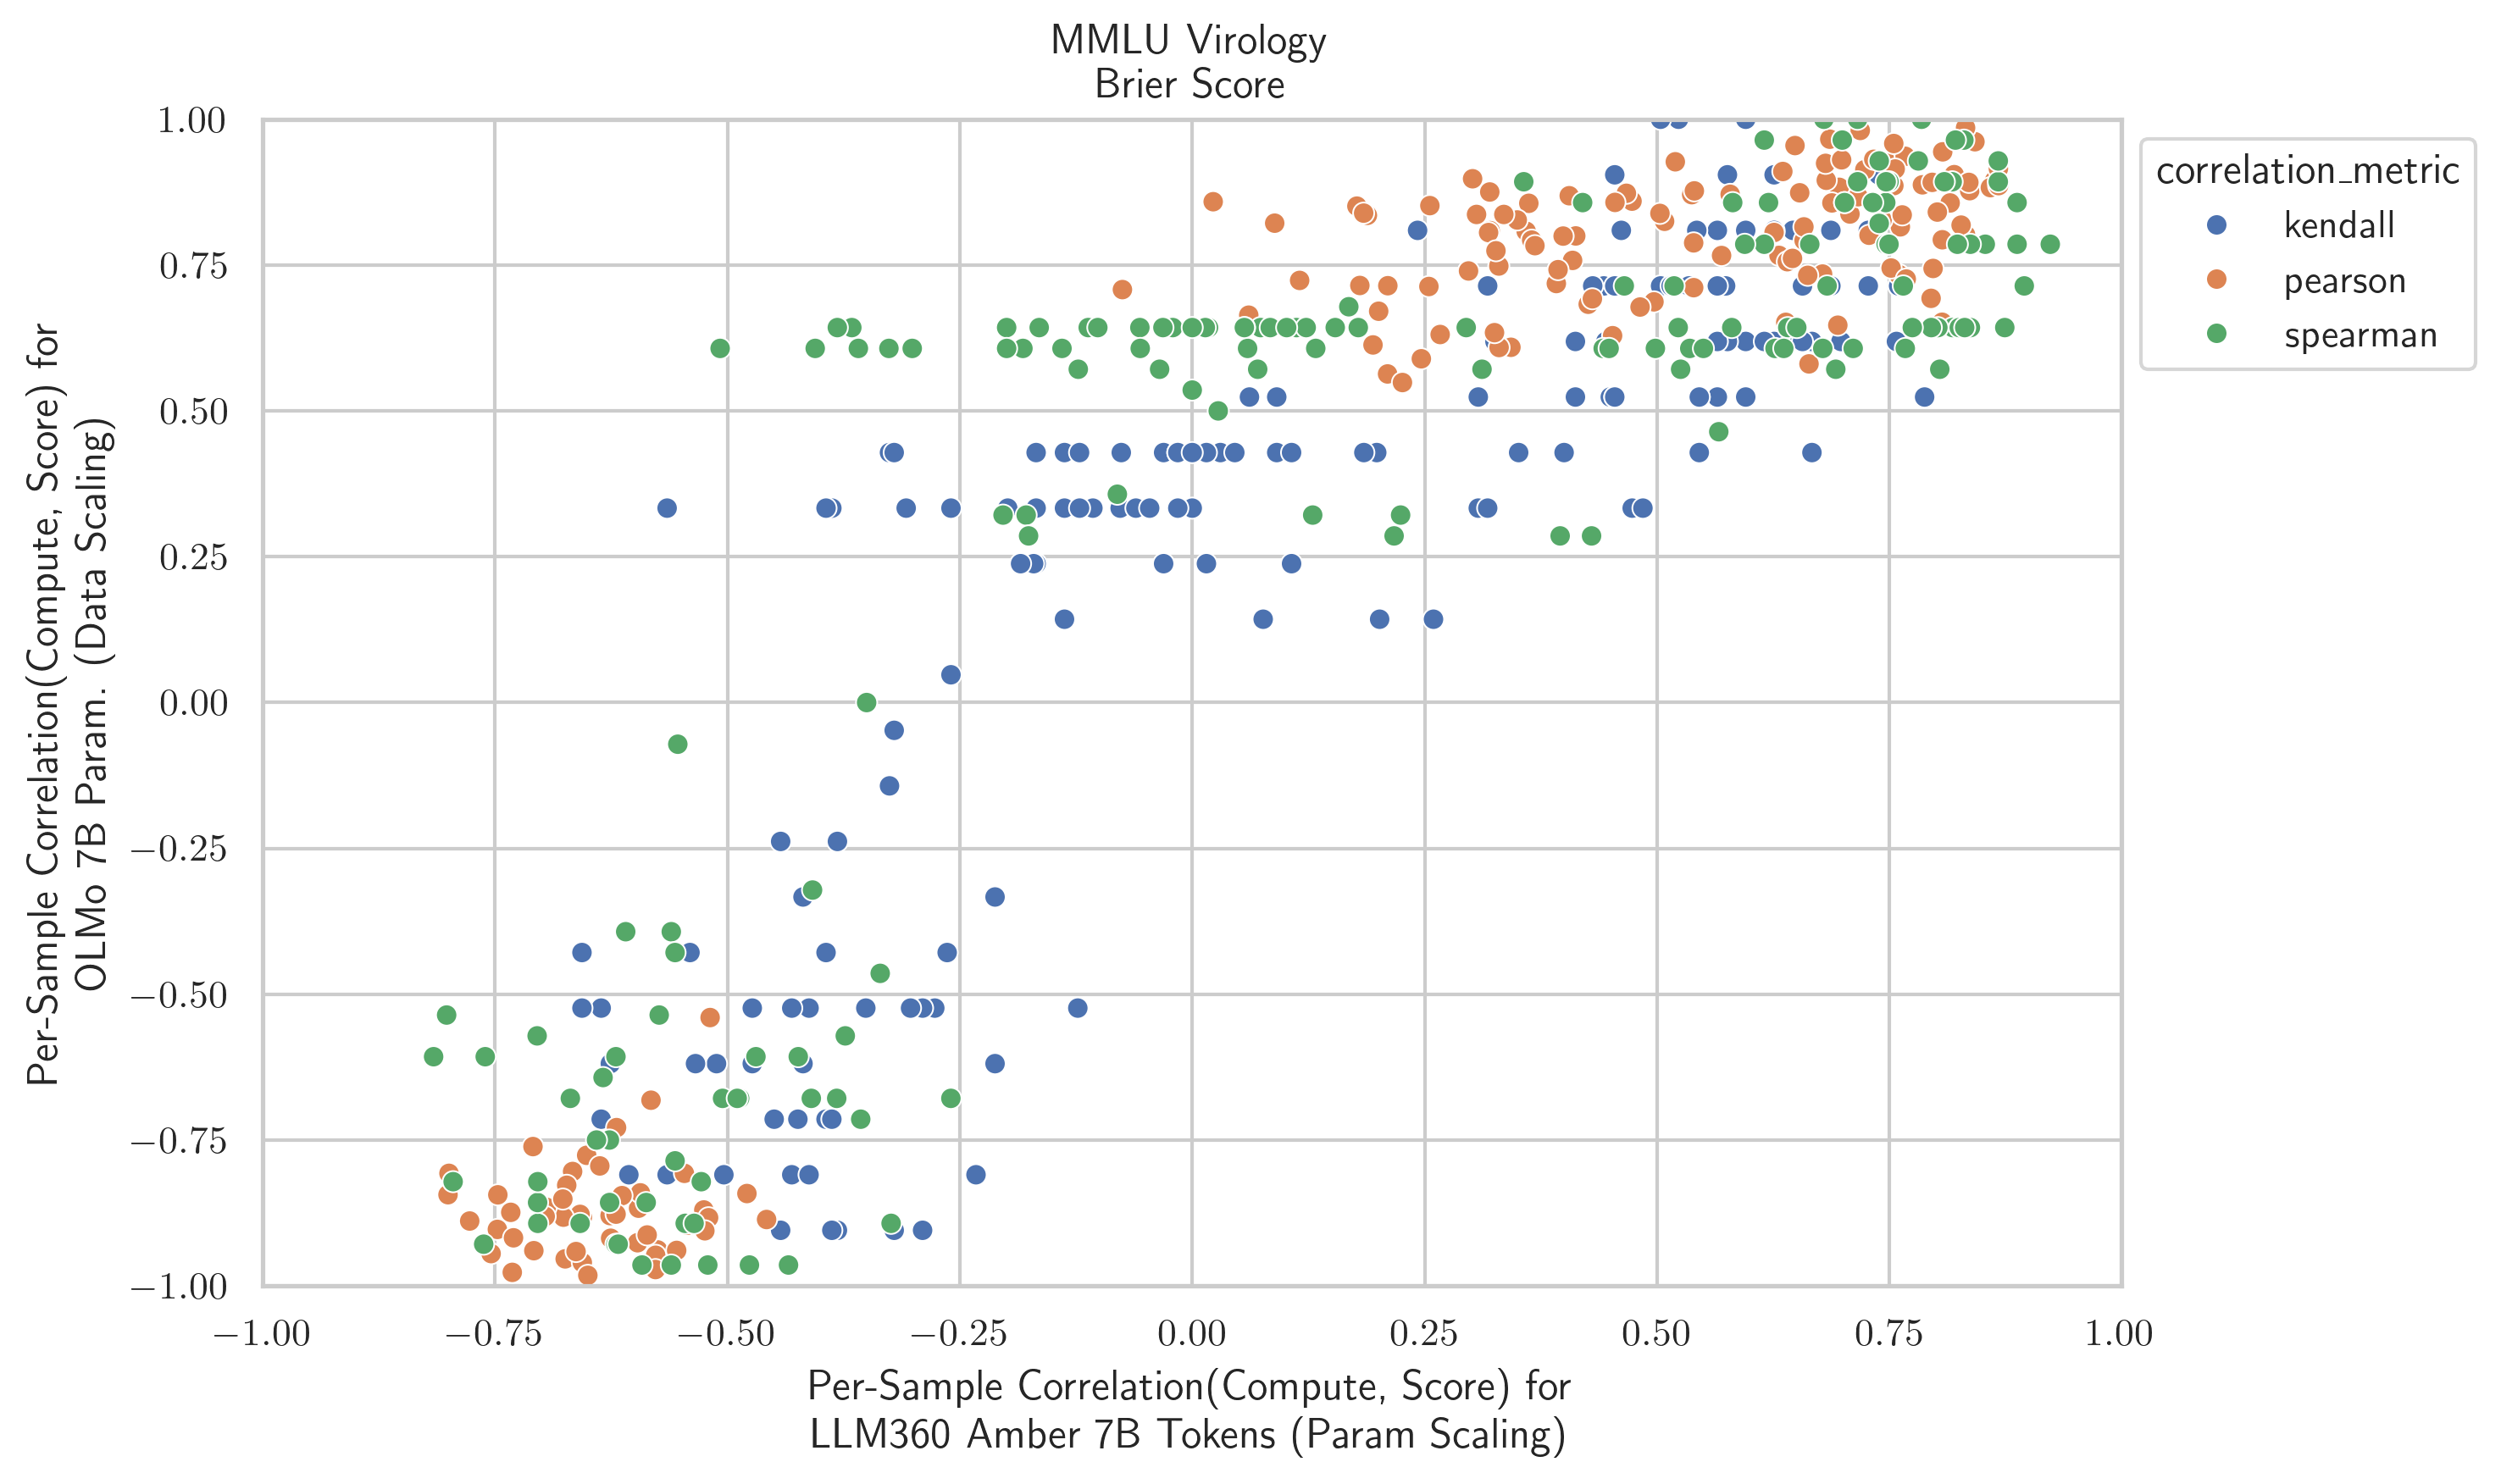 MMLU Virology
Brier Score
Per-Sample Correlation(Compute, Score) for
OLMo 7B Param. (Data Scaling)
1.00
0.75
0.50
0.25
0.00
−0.25
−0.50
−0.75
−1.00
−1.00 −0.75 −0.50 −0.25 0.00 0.25 0.50 0.75 1.00
Per-Sample Correlation(Compute, Score) for
LLM360 Amber 7B Tokens (Param Scaling)
correlation_metric
kendall
pearson
spearman